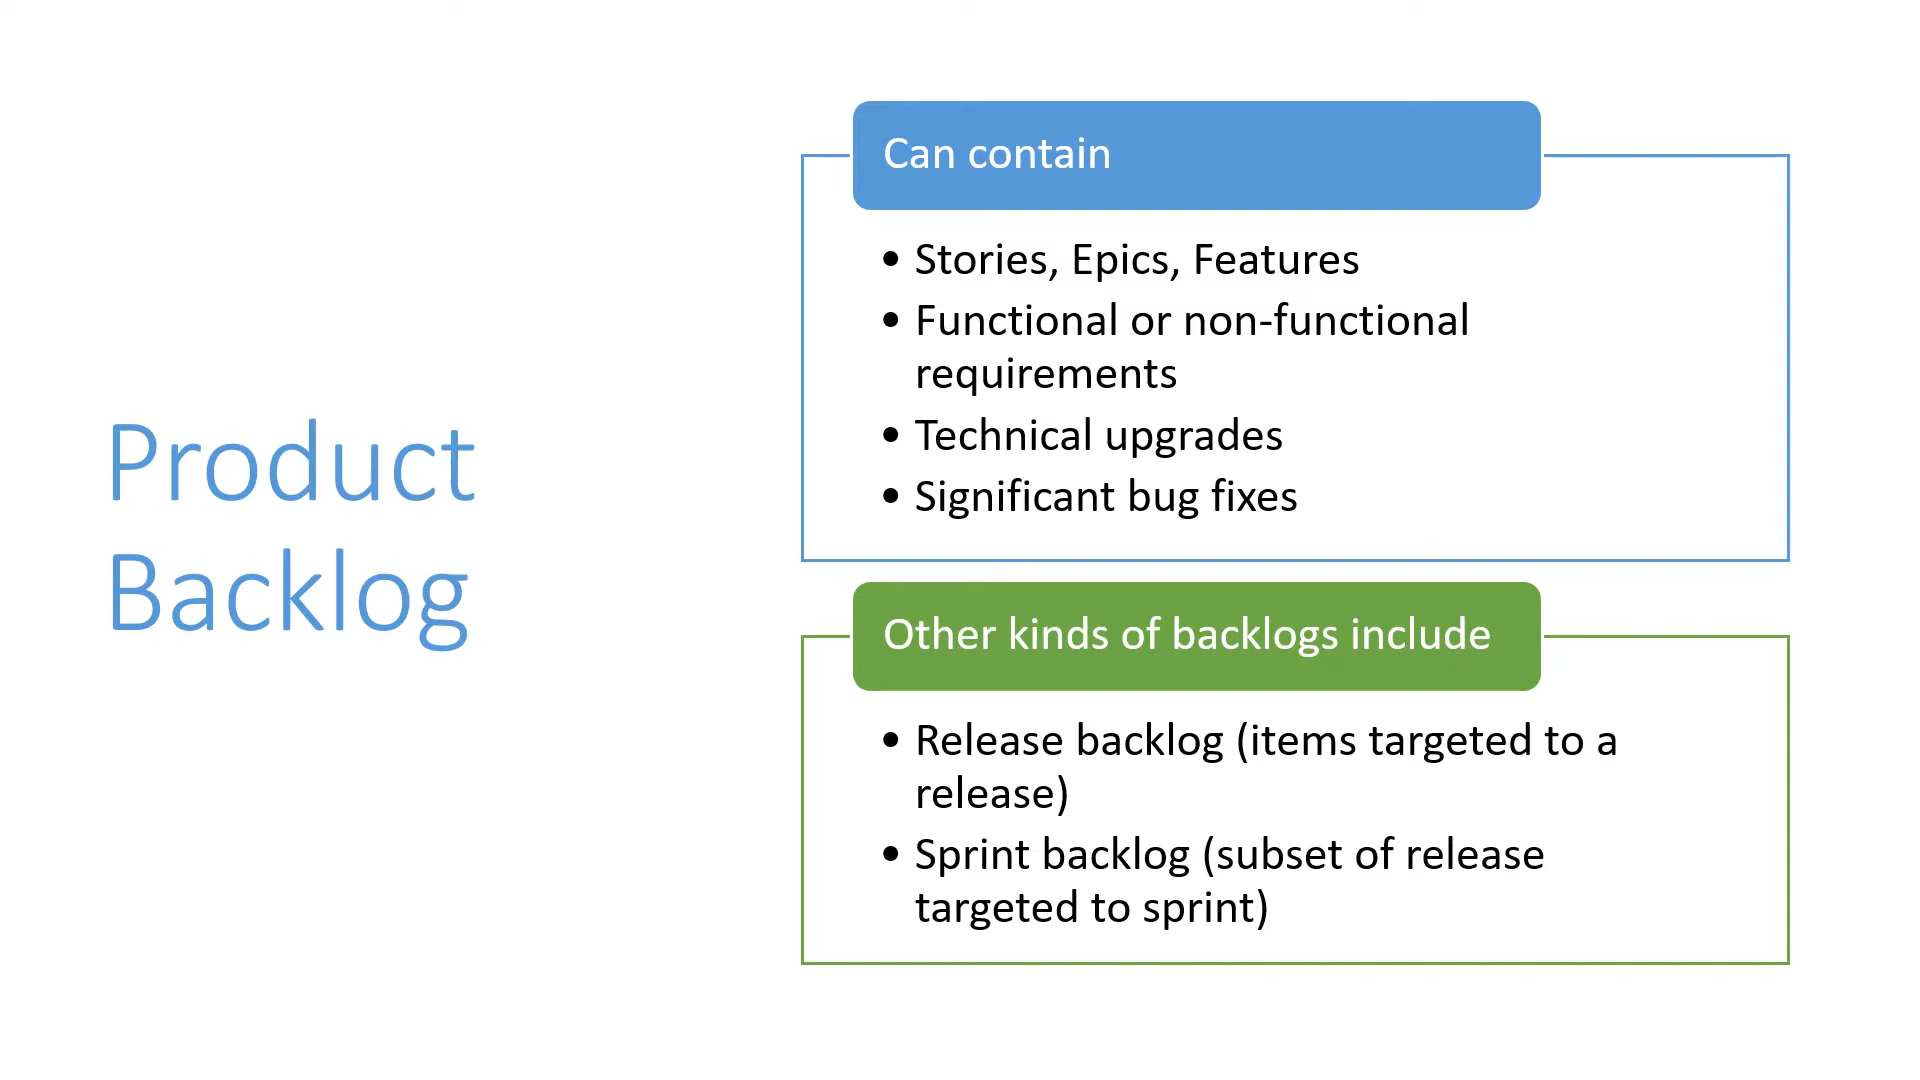 Product
Backlog
Can contain
• Stories, Epics, Features
• Functional or non-functional
requirements
• Technical upgrades
• Significant bug fixes
Other kinds of backlogs include
• Release backlog (items targeted to a
release)
• Sprint backlog (subset of release
targeted to sprint)